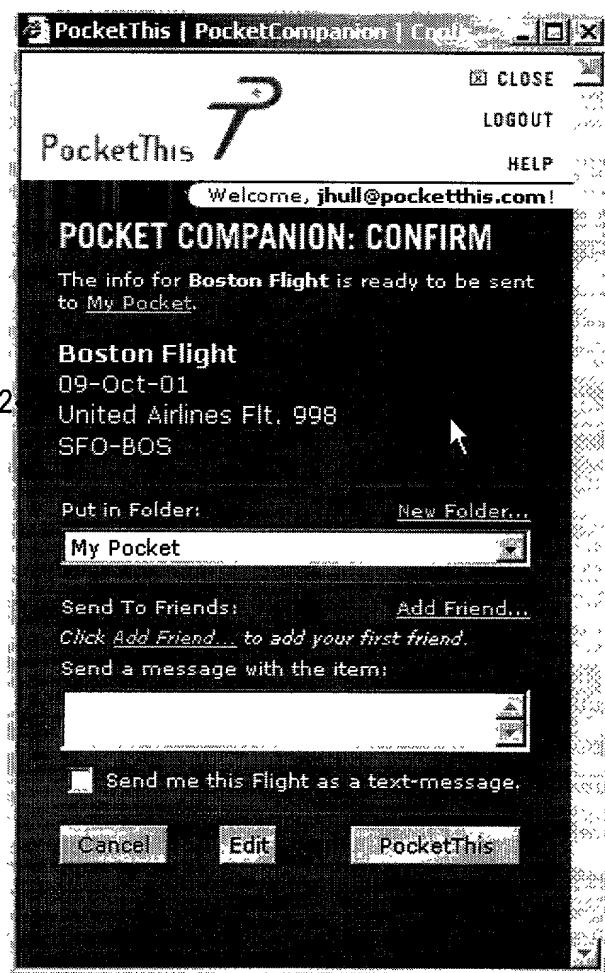 PocketThis | PocketCompanion |
CLOSE
LOGOUT
PocketThis
HELP
Welcome, jhull@pocketthis.com!
POCKET COMPANION: CONFIRM
The info for Boston Flight is ready to be sent
to My Pocket.
Boston Flight
09-Oct-01
2
United Airlines Flt. 998
SFO-BOS
Put in Folder: New Folder...
My Pocket
Send To Friends: Add Friend...
Click Add Friend... to add your first friend.
Send a message with the item:
Send me this Flight as a text-message.
Cancel Edit PocketThis